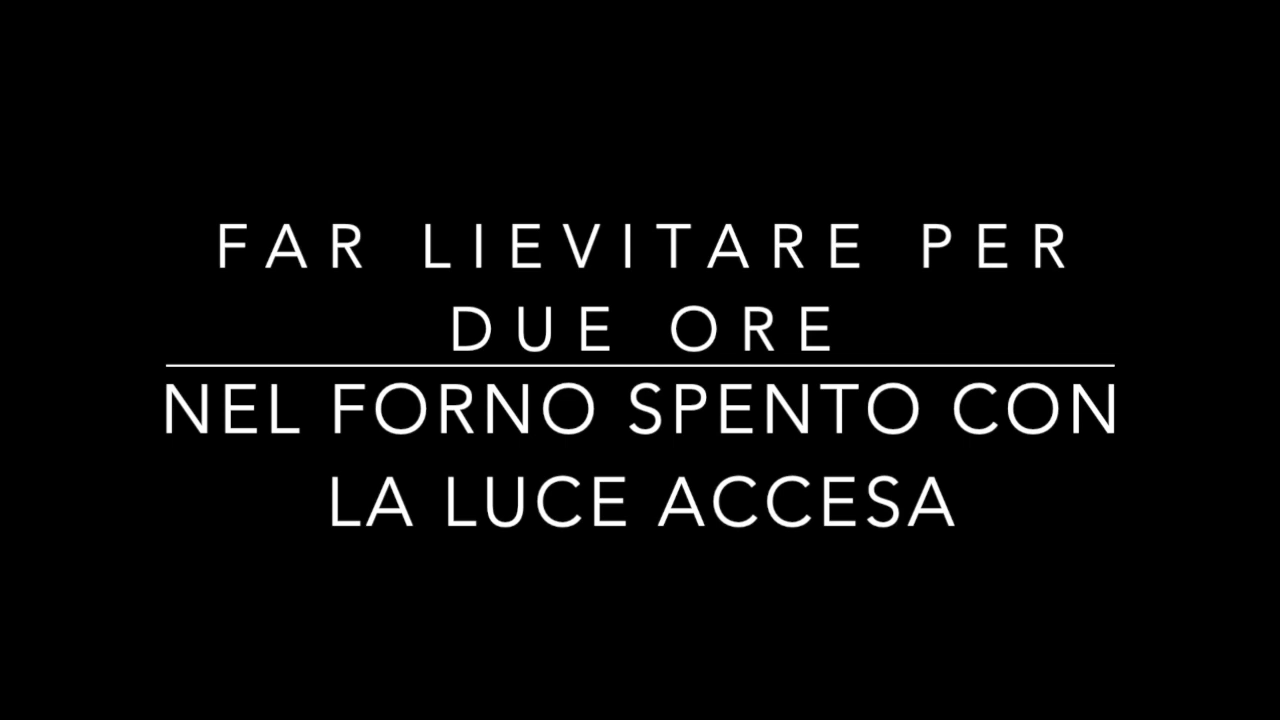 FAR LIEVITARE PER
DUE ORE
NEL FORNO SPENTO CON
LA LUCE ACCESA